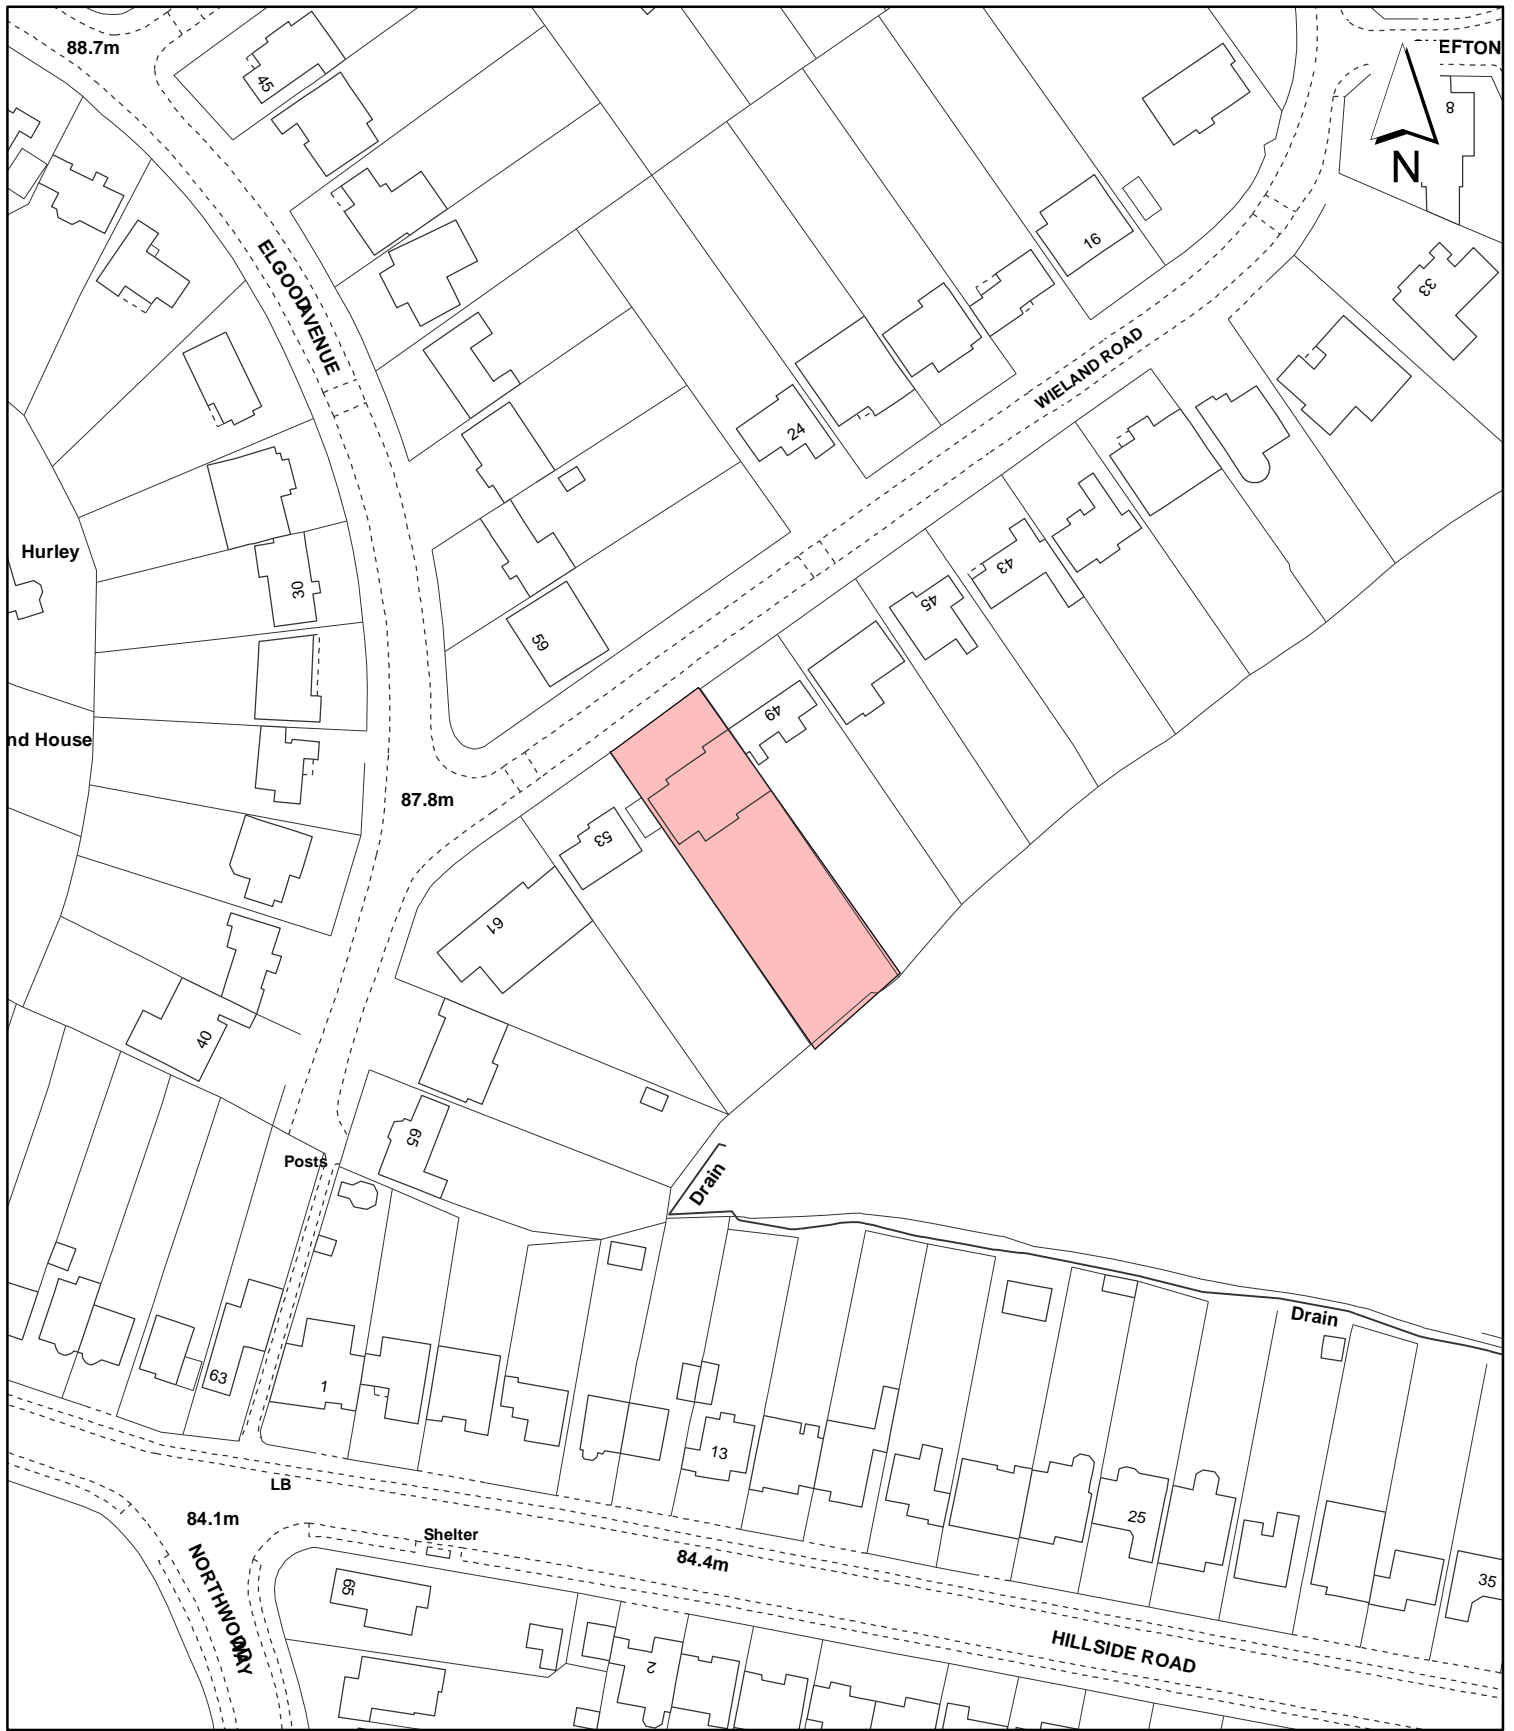 88.7m
EFTON
45
8
N
16
33
ELGOOD AVENUE
WIELAND ROAD
24
Hurley
43
30
45
59
49
nd House
87.8m
53
61
40
65
Posts
Drain
Drain
63
1
13
LB
25
84.1m
Shelter
84.4m
35
65
NORTHWOOD WAY
HILLSIDE ROAD
2